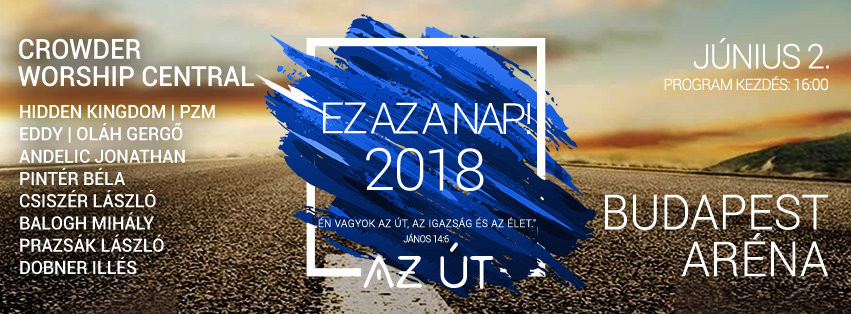 CROWDER
WORSHIP CENTRAL
HIDDEN KINGDOM | PZM
EDDY | OLÁH GERGŐ
ANDELIC JONATHAN
PINTÉR BÉLA
CSISZÉR LÁSZLÓ
BALOGH MIHÁLY
PRAZSÁK LÁSZLÓ
DOBNER ILLÉS
EZ AZ A NAP!
2018
„ÉN VAGYOK AZ ÚT, AZ IGAZSÁG ÉS AZ ÉLET."
JÁNOS 14:6
AZ ÚT
JÚNIUS 2.
PROGRAM KEZDÉS: 16:00
BUDAPEST
ARÉNA